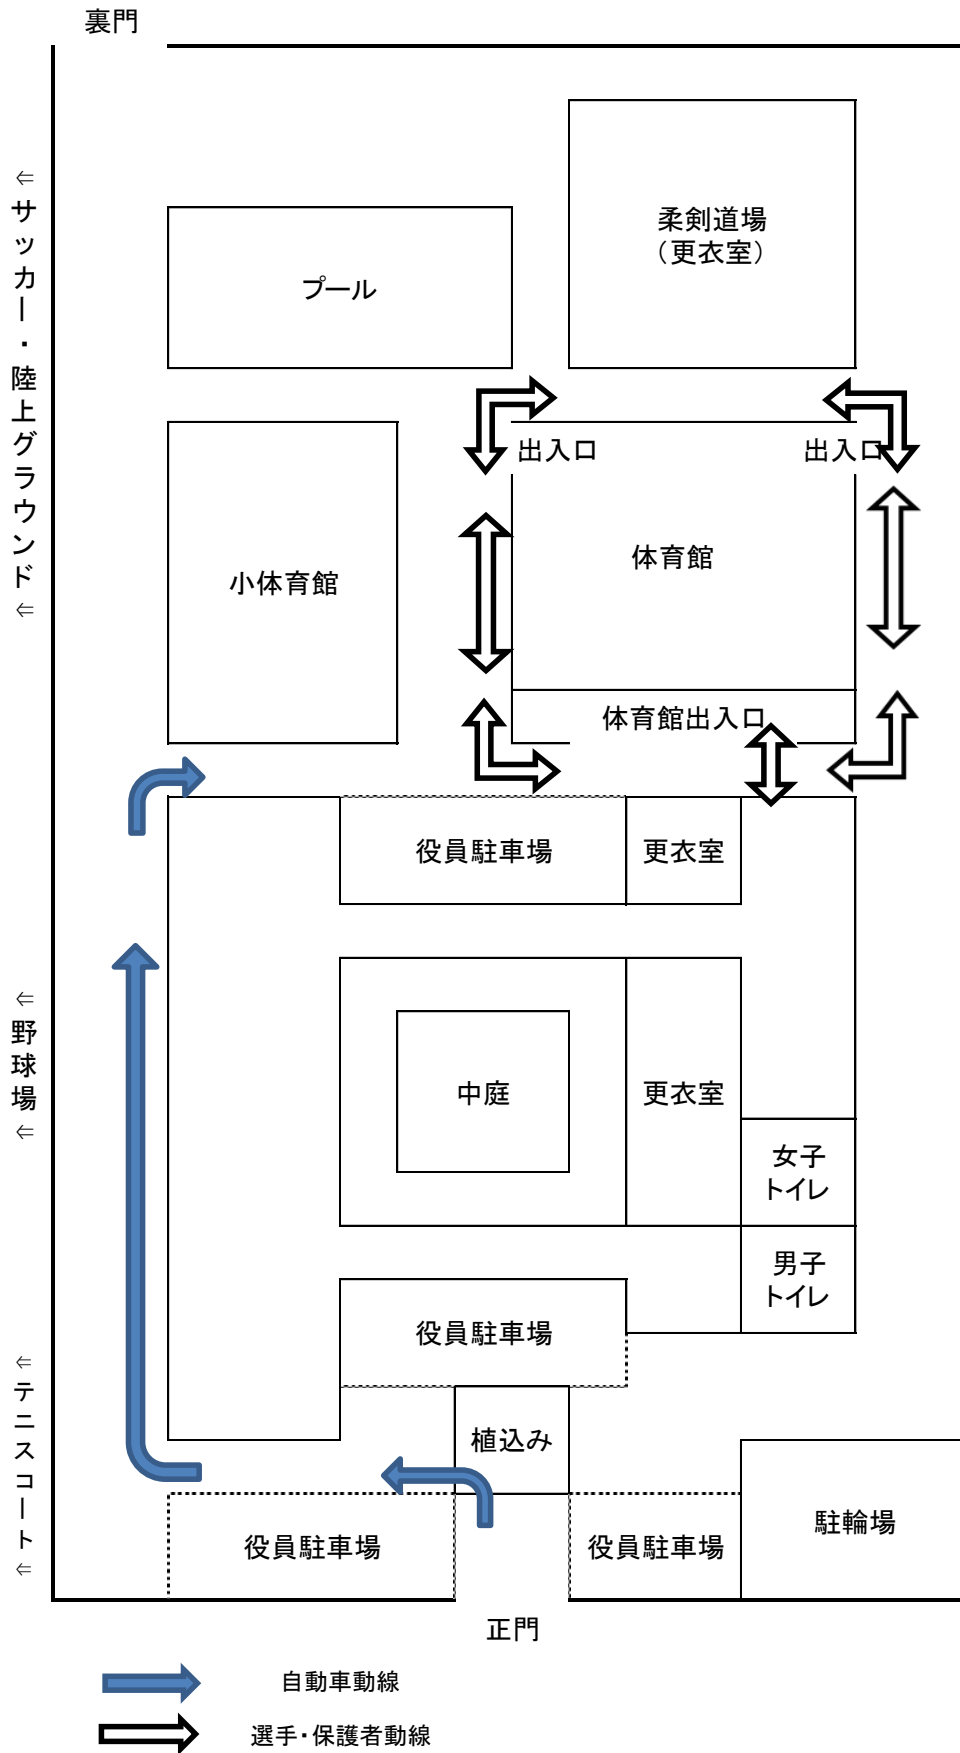 裏門
柔剣道場
（更衣室）
プール
⇐サッカー・陸上グラウンド⇐
出入口
出入口
体育館
小体育館
体育館出入口
役員駐車場
更衣室
⇐野球場⇐
中庭
更衣室
女子
トイレ
男子
トイレ
役員駐車場
⇐テニスコート⇐
植込み
役員駐車場
役員駐車場
駐輪場
正門
自動車動線
選手・保護者動線